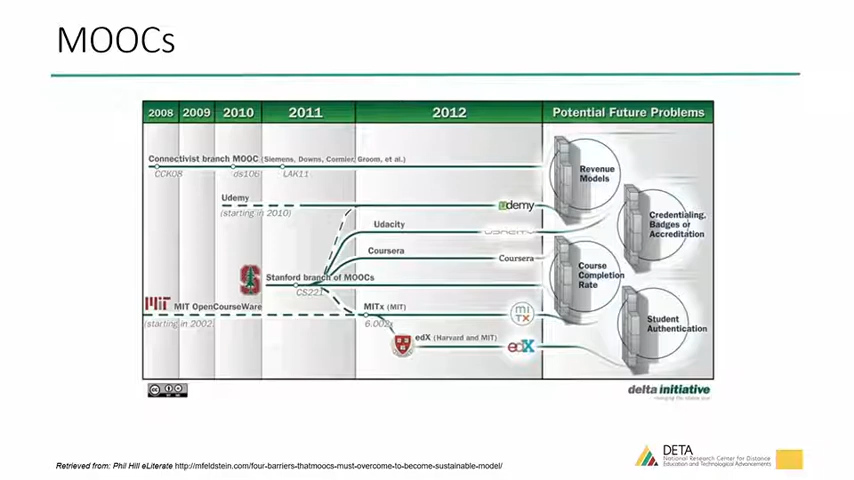 MOOCs
2008 2009 2010 2011 2012 Potential Future Problems
Connectivist branch MOOC (Siemens, Downs, Cormier, Groom, et al.)
CCK08 ds106 LAK11
Udemy
(starting in 2010)
udemy
Udacity
Coursera
Coursera
Stanford branch of MOOCs
CS221
MIT MIT OpenCourseWare
(starting in 2002
MITx (MIT)
6.002x
MITx
edX (Harvard and MIT)
edX
Revenue
Models
Credentialing,
Badges or
Accreditation
Course
Completion
Rate
Student
Authentication
delta initiative
Retrieved from: Phil Hill eLiterate http://mfeldstein.com/four-barriers-thatmoocs-must-overcome-to-become-sustainable-model/
DETA
National Research Center for Distance
Education and Technological Advancements